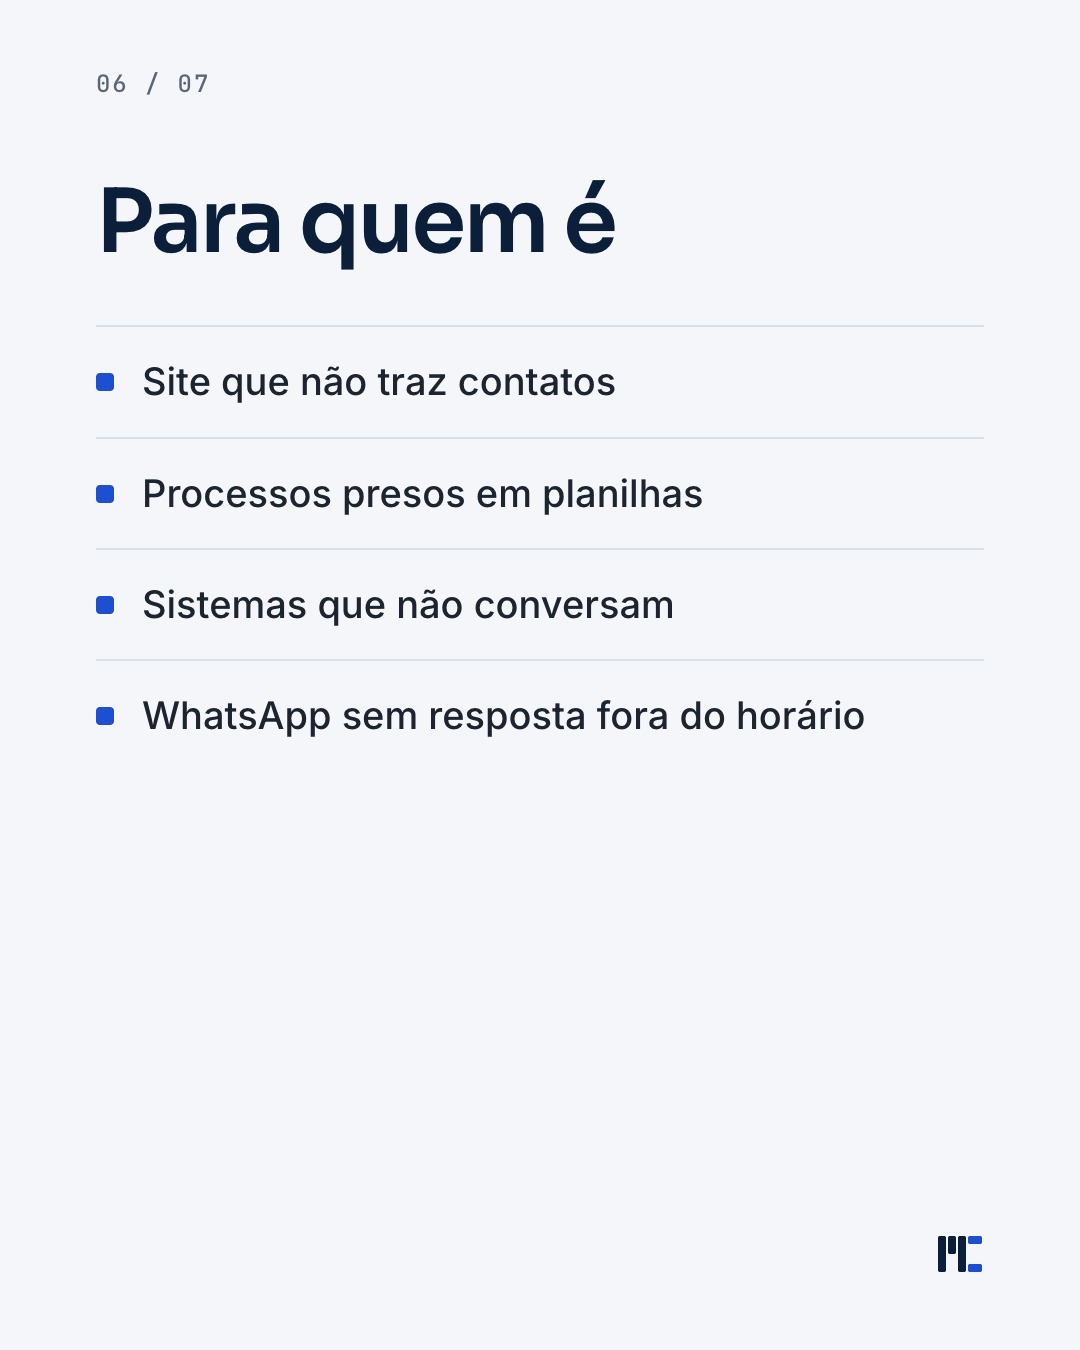 06 / 07
Para quem é
Site que não traz contatos
Processos presos em planilhas
Sistemas que não conversam
WhatsApp sem resposta fora do horário
MC